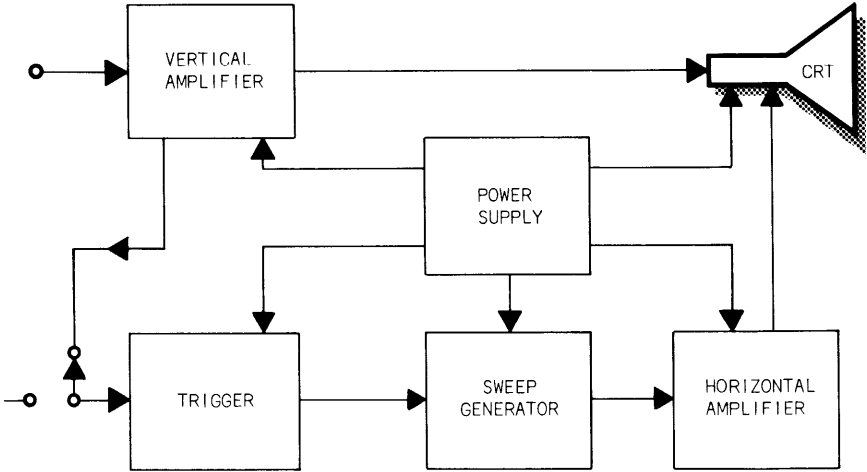 VERTICAL
AMPLIFIER
CRT
POWER
SUPPLY
TRIGGER
SWEEP
GENERATOR
HORIZONTAL
AMPLIFIER